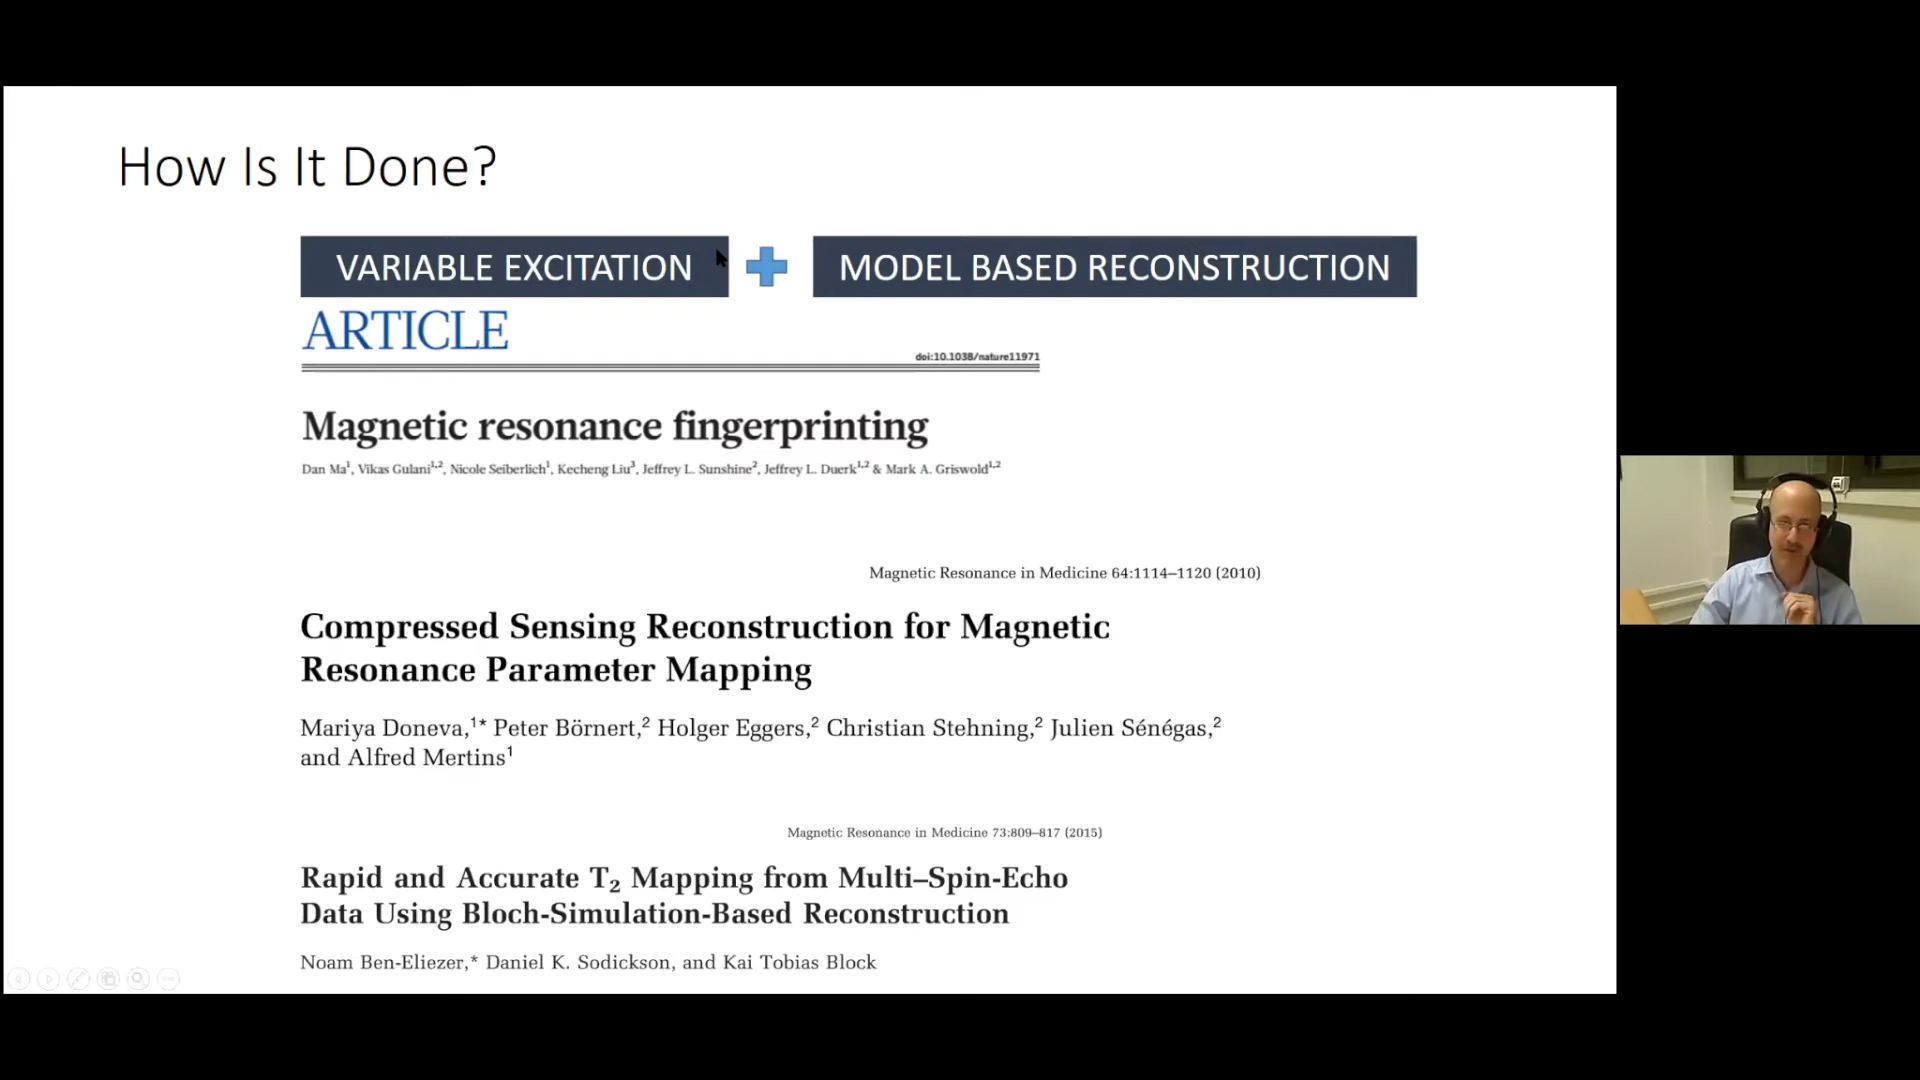 How Is It Done?
VARIABLE EXCITATION
MODEL BASED RECONSTRUCTION
ARTICLE
doi:10.1038/nature11971
Magnetic resonance fingerprinting
Dan Ma¹, Vikas Gulani¹,², Nicole Seiberlich¹, Kecheng Liu³, Jeffrey L. Sunshine², Jeffrey L. Duerk¹,² & Mark A. Griswold¹,²
Magnetic Resonance in Medicine 64:1114–1120 (2010)
Compressed Sensing Reconstruction for Magnetic
Resonance Parameter Mapping
Mariya Doneva,¹* Peter Börnert,² Holger Eggers,² Christian Stehning,² Julien Sénégas,²
and Alfred Mertins¹
Magnetic Resonance in Medicine 73:809–817 (2015)
Rapid and Accurate T₂ Mapping from Multi–Spin-Echo
Data Using Bloch-Simulation-Based Reconstruction
Noam Ben-Eliezer,* Daniel K. Sodickson, and Kai Tobias Block